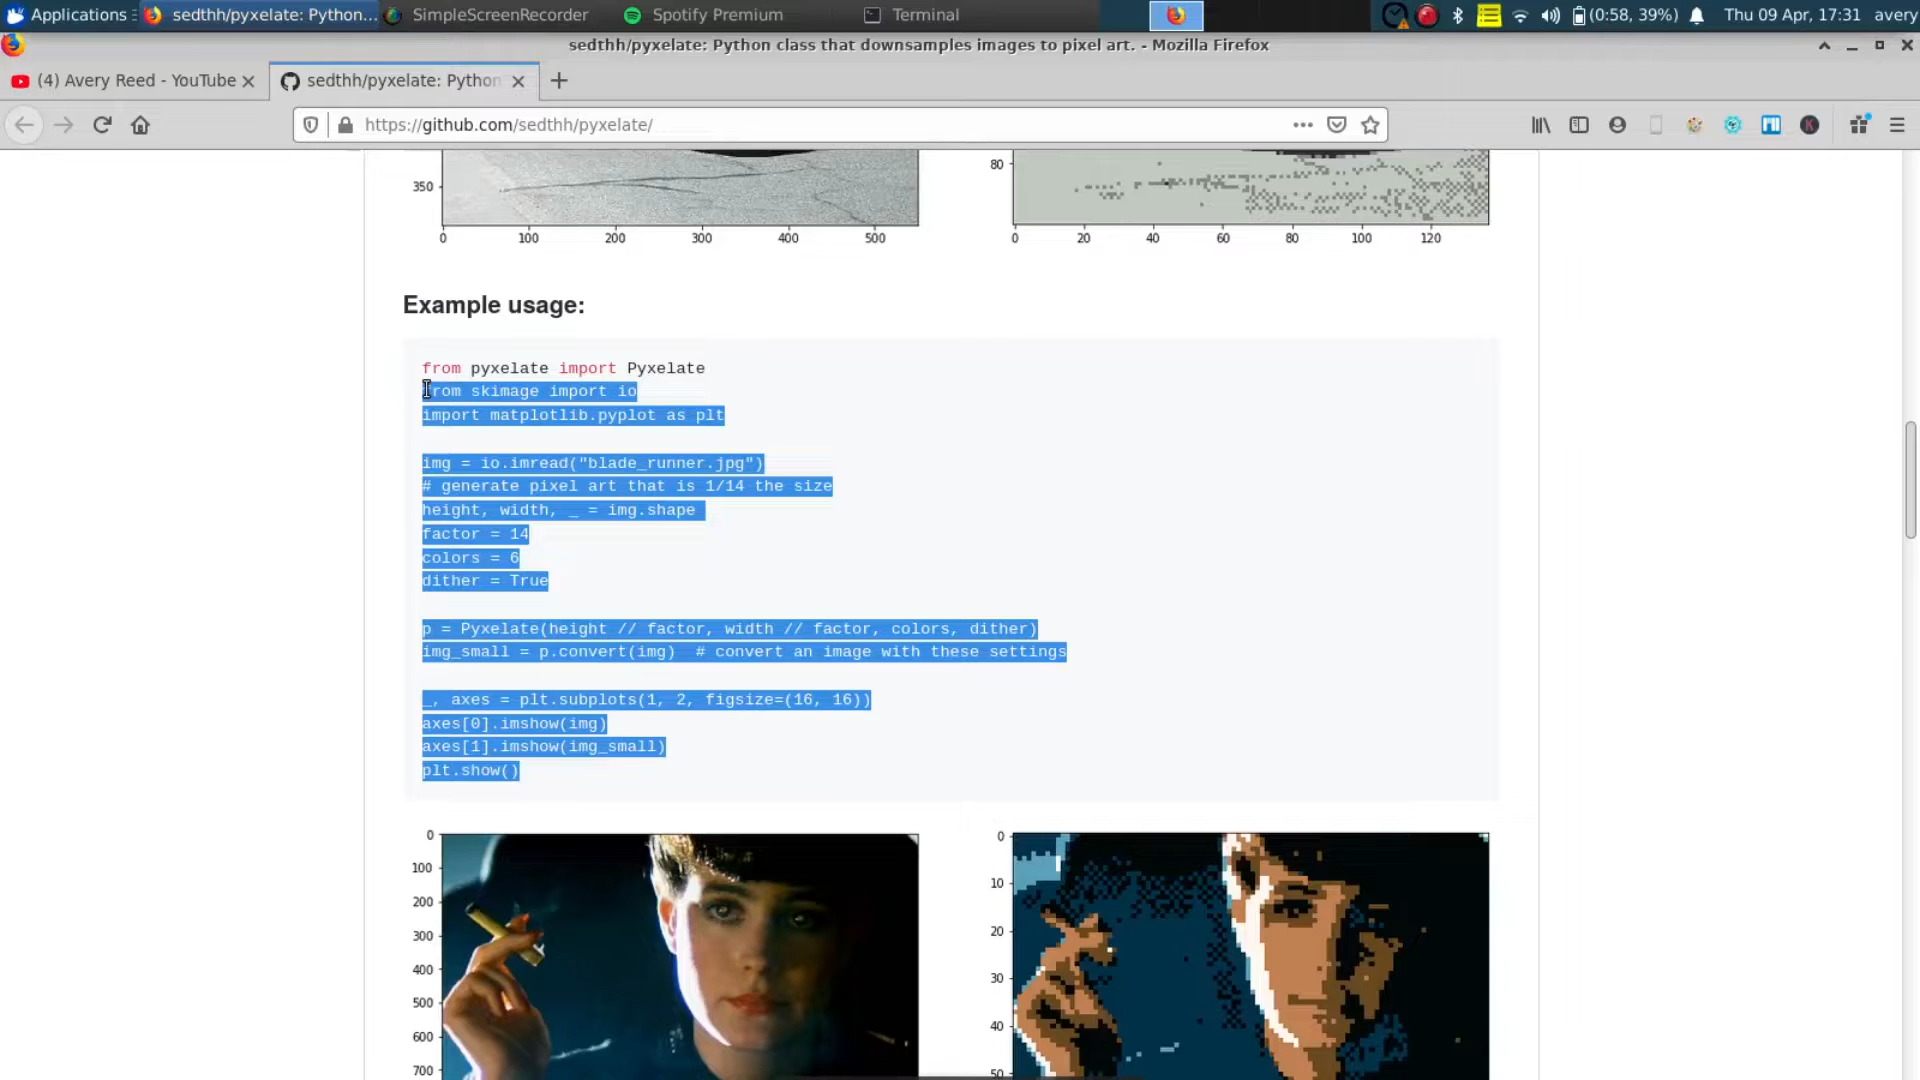 Applications
sedthh/pyxelate: Python...
SimpleScreenRecorder
Spotify Premium
Terminal
(0:58, 39%)
Thu 09 Apr, 17:31
avery
sedthh/pyxelate: Python class that downsamples images to pixel art. - Mozilla Firefox
(4) Avery Reed - YouTube
sedthh/pyxelate: Python
https://github.com/sedthh/pyxelate/
350
0 100 200 300 400 500
80
0 20 40 60 80 100 120
Example usage:
from pyxelate import Pyxelate
from skimage import io
import matplotlib.pyplot as plt
img = io.imread("blade_runner.jpg")
# generate pixel art that is 1/14 the size
height, width, _ = img.shape
factor = 14
colors = 6
dither = True
p = Pyxelate(height // factor, width // factor, colors, dither)
img_small = p.convert(img)  # convert an image with these settings
_, axes = plt.subplots(1, 2, figsize=(16, 16))
axes[0].imshow(img)
axes[1].imshow(img_small)
plt.show()
0
100
200
300
400
500
600
700
0
10
20
30
40
50